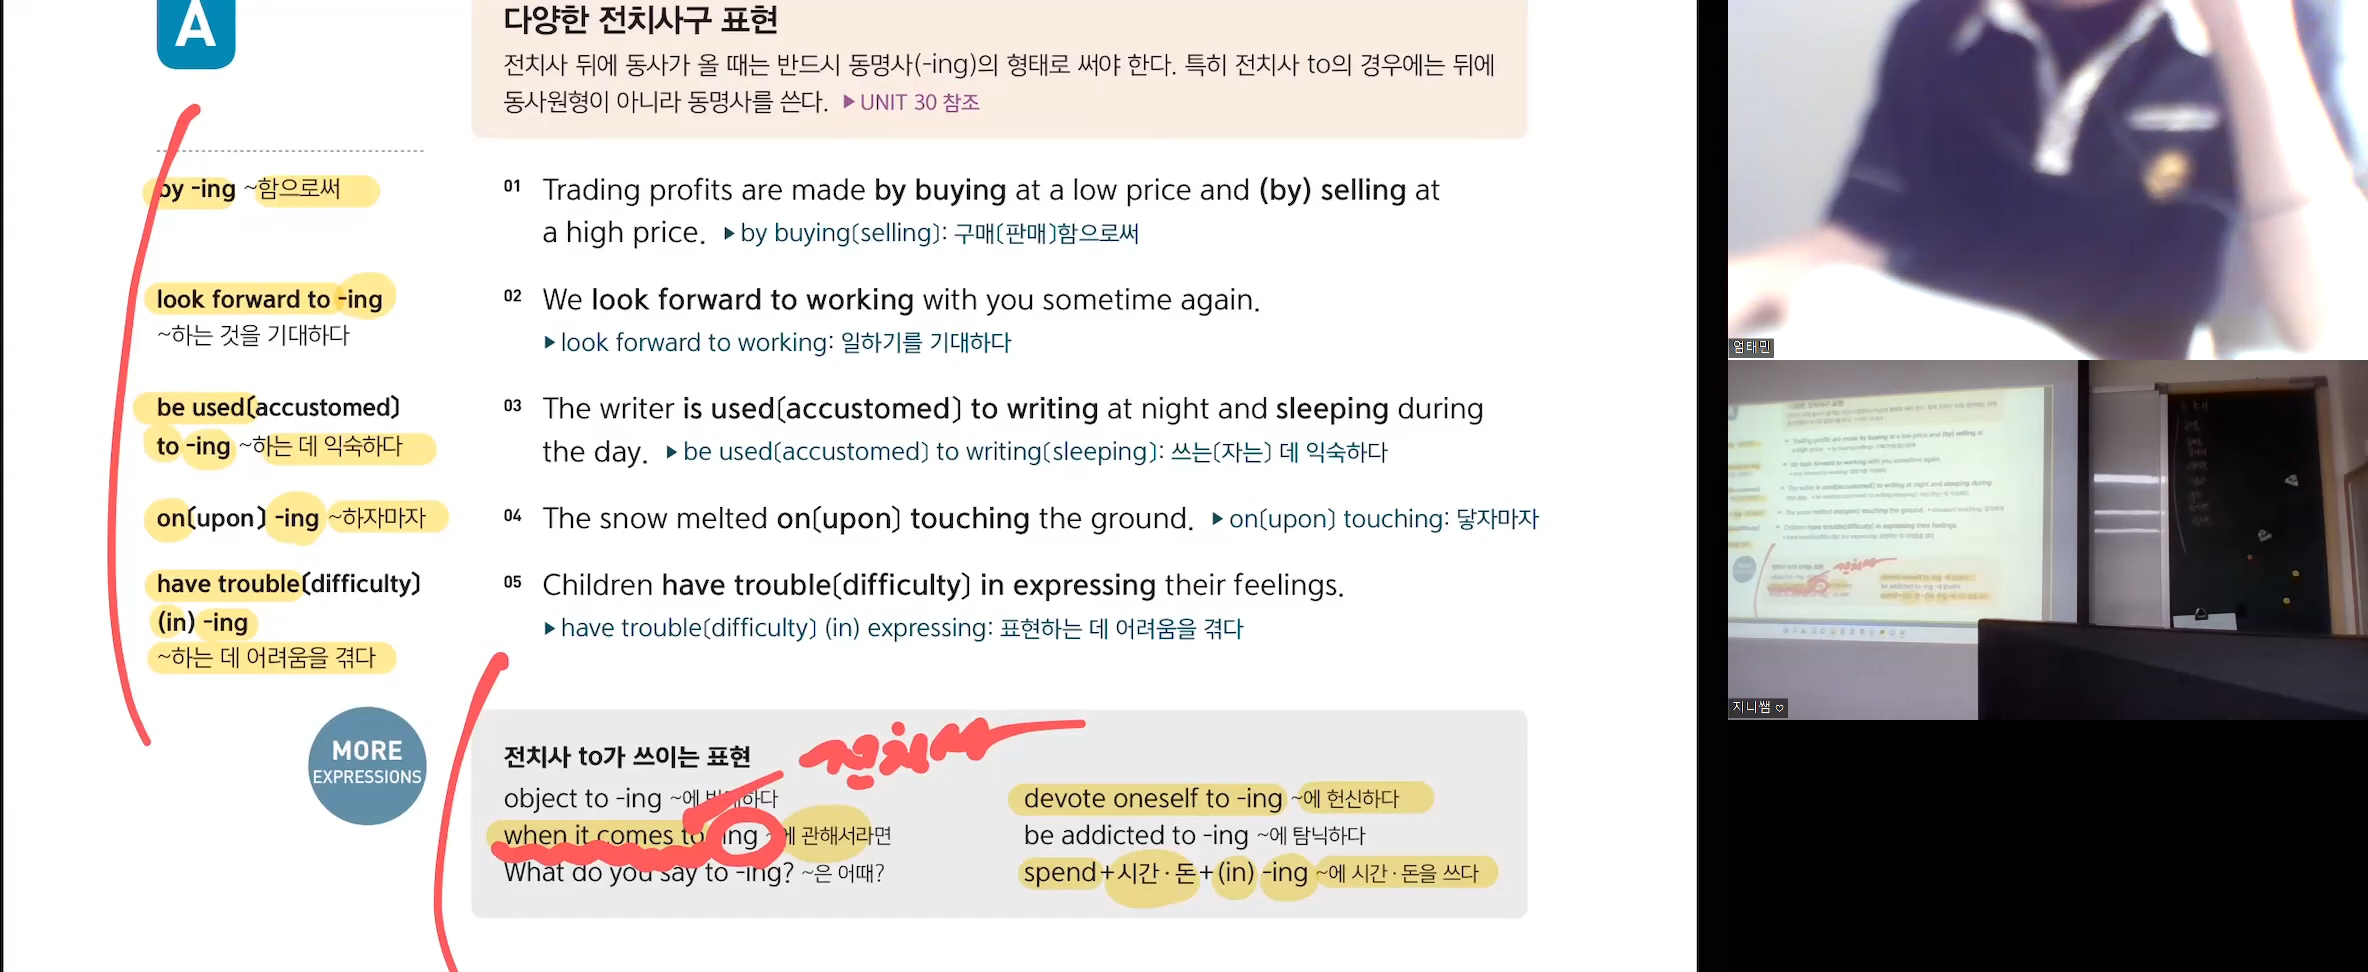 A
다양한 전치사구 표현
전치사 뒤에 동사가 올 때는 반드시 동명사(-ing)의 형태로 써야 한다. 특히 전치사 to의 경우에는 뒤에
동사원형이 아니라 동명사를 쓴다. ▶UNIT 30 참조
by -ing ~함으로써
01 Trading profits are made by buying at a low price and (by) selling at
a high price. ▶by buying(selling): 구매(판매)함으로써
look forward to -ing
~하는 것을 기대하다
02 We look forward to working with you sometime again.
▶look forward to working: 일하기를 기대하다
be used(accustomed)
to -ing ~하는 데 익숙하다
03 The writer is used(accustomed) to writing at night and sleeping during
the day. ▶be used(accustomed) to writing(sleeping): 쓰는(자는) 데 익숙하다
on(upon) -ing ~하자마자
04 The snow melted on(upon) touching the ground. ▶on(upon) touching: 닿자마자
have trouble(difficulty)
(in) -ing
~하는 데 어려움을 겪다
05 Children have trouble(difficulty) in expressing their feelings.
▶have trouble(difficulty) (in) expressing: 표현하는 데 어려움을 겪다
MORE
EXPRESSIONS
전치사 to가 쓰이는 표현
전치사
object to -ing ~에 반대하다
when it comes to -ing ~에 관해서라면
What do you say to -ing? ~은 어때?
devote oneself to -ing ~에 헌신하다
be addicted to -ing ~에 탐닉하다
spend+시간·돈+(in) -ing ~에 시간·돈을 쓰다
엄태민
지니쌤♡